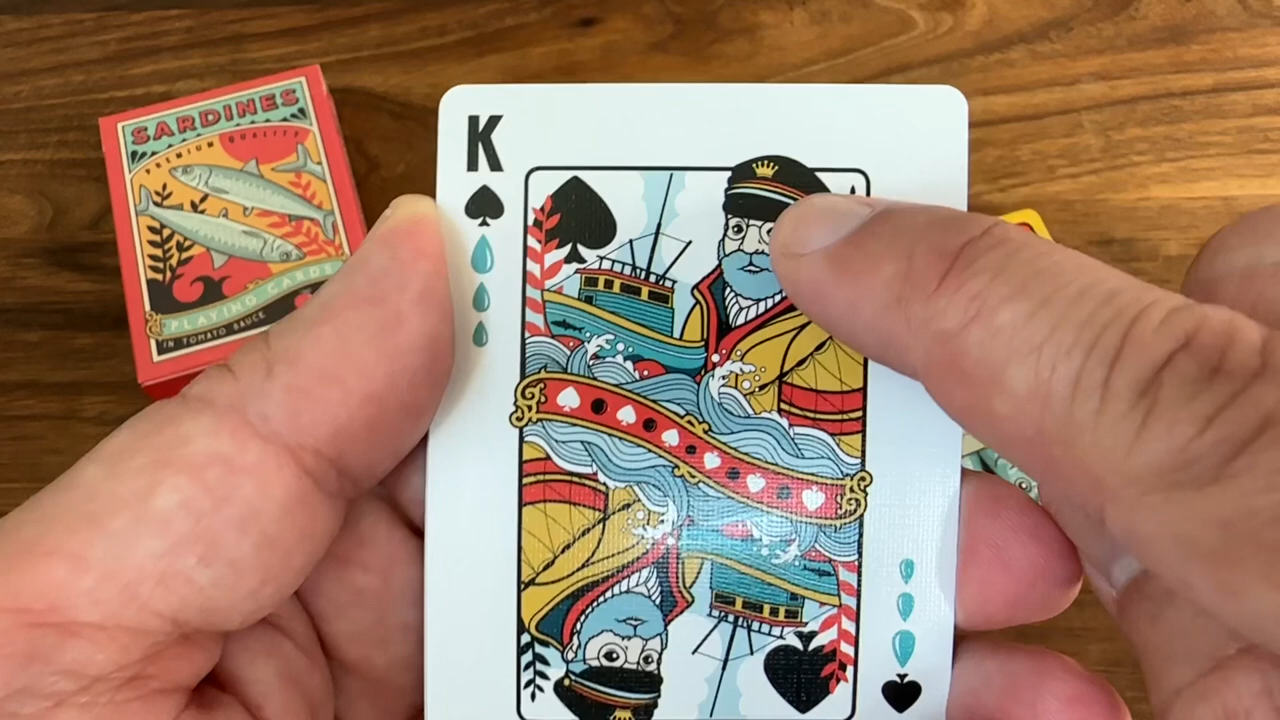 SARDINES
PREMIUM QUALITY
PLAYING CARDS
IN TOMATO SAUCE
K